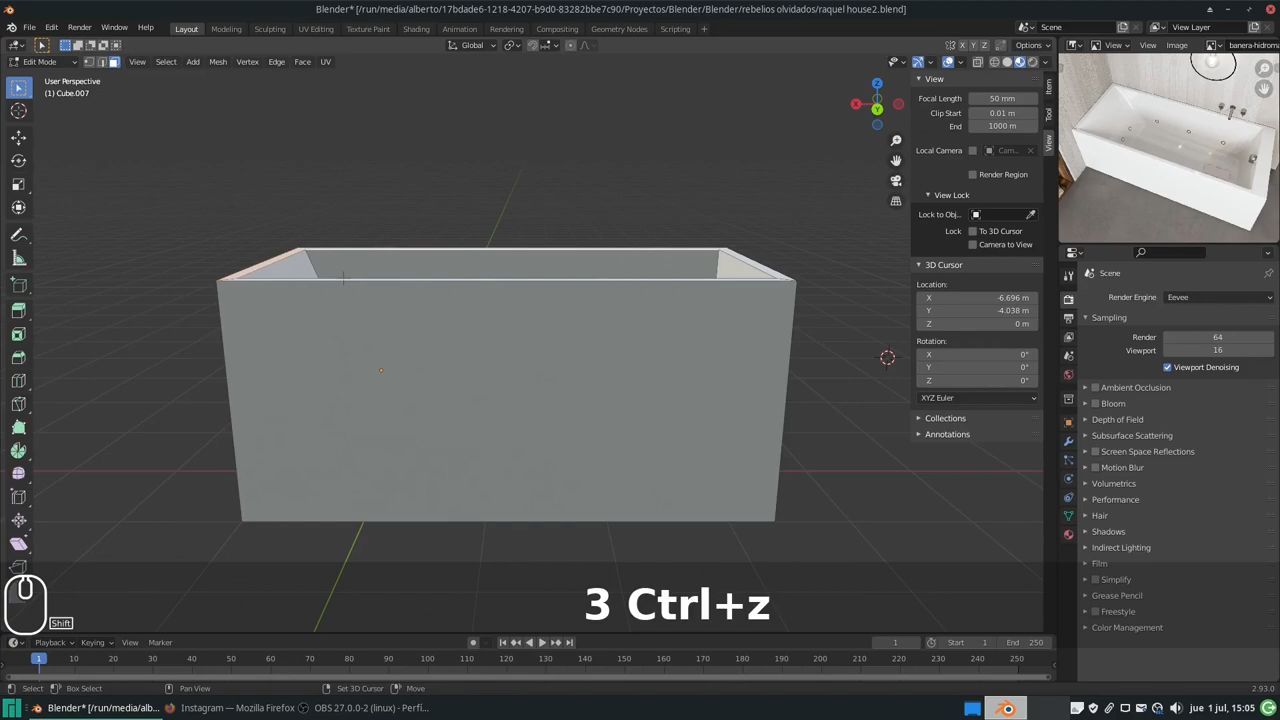 Blender* [/run/media/alberto/17bdade6-1218-4207-b9d0-83282bbe7c90/Proyectos/Blender/Blender/rebelios olvidados/raquel house2.blend]
File Edit Render Window Help Layout Modeling Sculpting UV Editing Texture Paint Shading Animation Rendering Compositing Geometry Nodes Scripting Scene View Layer
Global X Y Z Options View Image banera-hidroma
Edit Mode View Select Add Mesh Vertex Edge Face UV
User Perspective
(1) Cube.007
Z
X
Y
View
Focal Length 50 mm
Clip Start 0.01 m
End 1000 m
Local Camera Cam...
Render Region
View Lock
Lock to Obj...
Lock: To 3D Cursor
Camera to View
3D Cursor
Location:
X -6.696 m
Y -4.038 m
Z 0 m
Rotation:
X 0°
Y 0°
Z 0°
XYZ Euler
Collections
Annotations
Item
Tool
View
Scene
Render Engine Eevee
Sampling
Render 64
Viewport 16
Viewport Denoising
Ambient Occlusion
Bloom
Depth of Field
Subsurface Scattering
Screen Space Reflections
Motion Blur
Volumetrics
Performance
Hair
Shadows
Indirect Lighting
Film
Simplify
Grease Pencil
Freestyle
Color Management
3 Ctrl+z
Shift
Playback Keying View Marker 1 Start 1 End 250
1 10 20 30 40 50 60 70 80 90 100 110 120 130 140 150 160 170 180 190 200 210 220 230 240 250
Select Box Select Pan View Set 3D Cursor Move 2.93.0
Blender* [/run/media/alb... Instagram — Mozilla Firefox OBS 27.0.0-2 (linux) - Perfi... jue 1 jul, 15:05